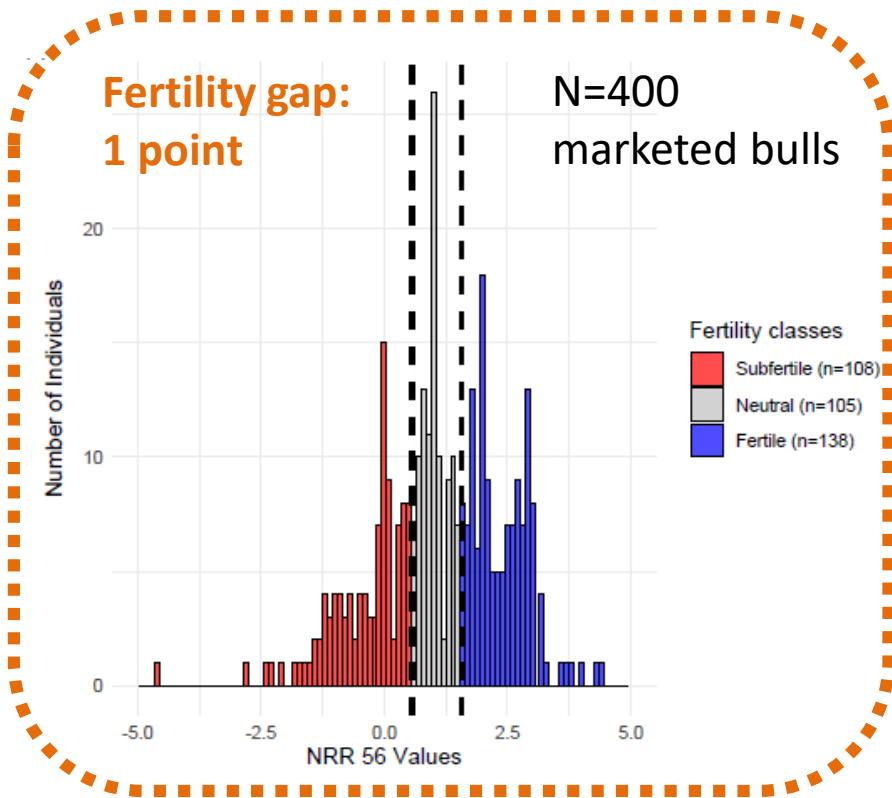 Fertility gap:
1 point
N=400
marketed bulls
Number of Individuals
20
10
0
-5.0
-2.5
0.0
2.5
5.0
NRR 56 Values
Fertility classes
Subfertile (n=108)
Neutral (n=105)
Fertile (n=138)